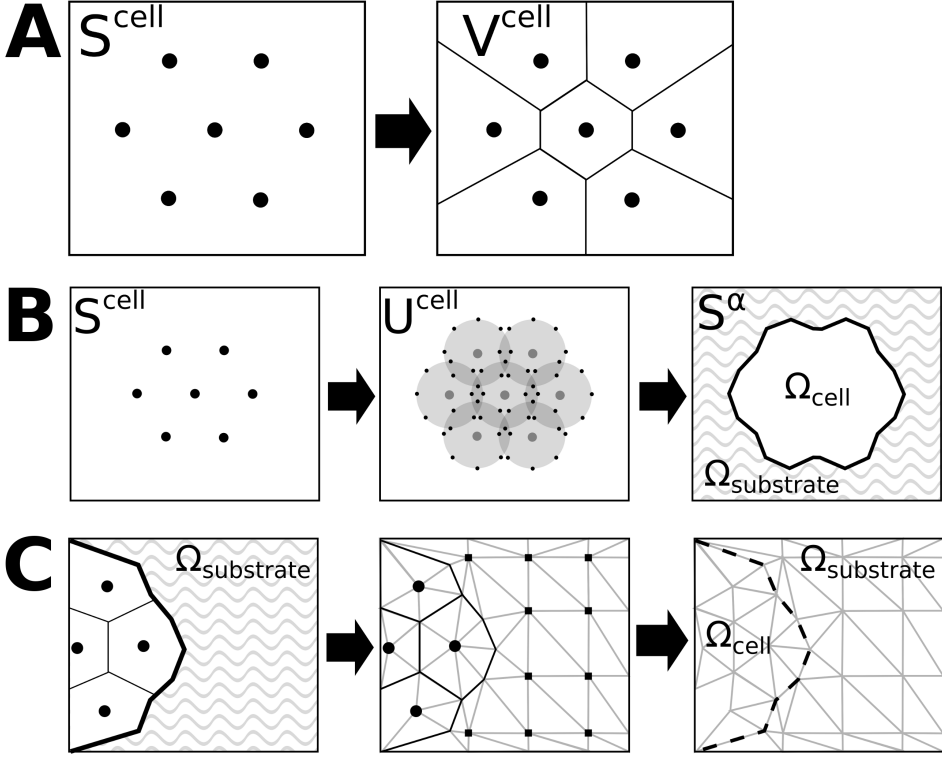 A
S^cell
V^cell
B
S^cell
U^cell
S^α
Ω_cell
Ω_substrate
C
Ω_substrate
Ω_substrate
Ω_cell